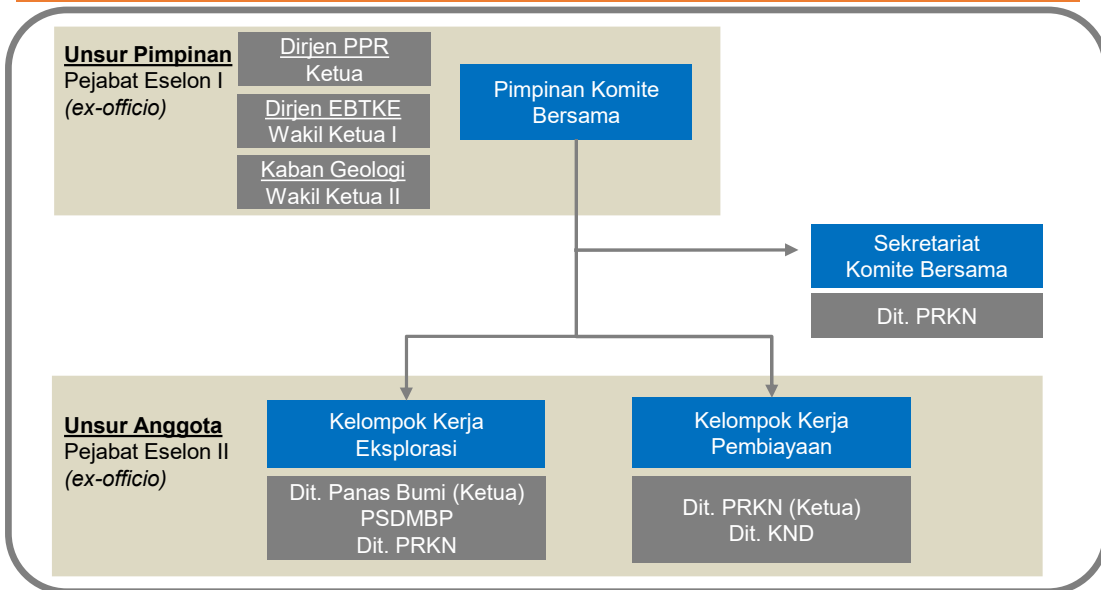 Unsur Pimpinan
Pejabat Eselon I
(ex-officio)
Dirjen PPR
Ketua
Dirjen EBTKE
Wakil Ketua I
Kaban Geologi
Wakil Ketua II
Pimpinan Komite
Bersama
Sekretariat
Komite Bersama
Dit. PRKN
Unsur Anggota
Pejabat Eselon II
(ex-officio)
Kelompok Kerja
Eksplorasi
Dit. Panas Bumi (Ketua)
PSDMBP
Dit. PRKN
Kelompok Kerja
Pembiayaan
Dit. PRKN (Ketua)
Dit. KND